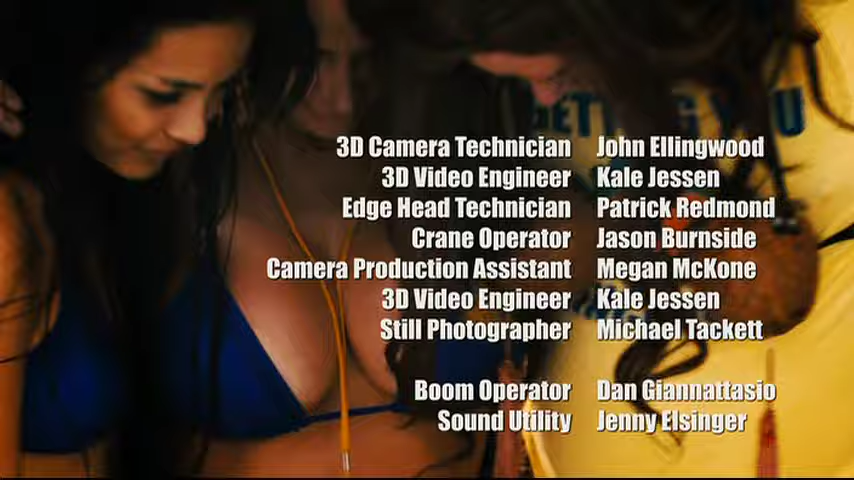 GETTING YOU
3D Camera Technician John Ellingwood
3D Video Engineer Kale Jessen
Edge Head Technician Patrick Redmond
Crane Operator Jason Burnside
Camera Production Assistant Megan McKone
3D Video Engineer Kale Jessen
Still Photographer Michael Tackett
Boom Operator Dan Giannattasio
Sound Utility Jenny Elsinger